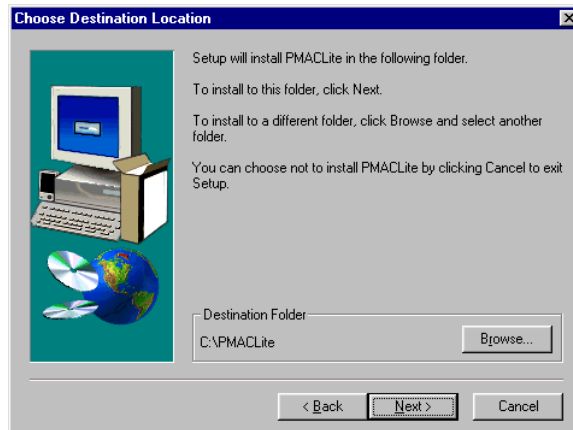 Choose Destination Location
Setup will install PMACLite in the following folder.
To install to this folder, click Next.
To install to a different folder, click Browse and select another
folder.
You can choose not to install PMACLite by clicking Cancel to exit
Setup.
Destination Folder
C:\PMACLite
Browse...
< Back
Next >
Cancel